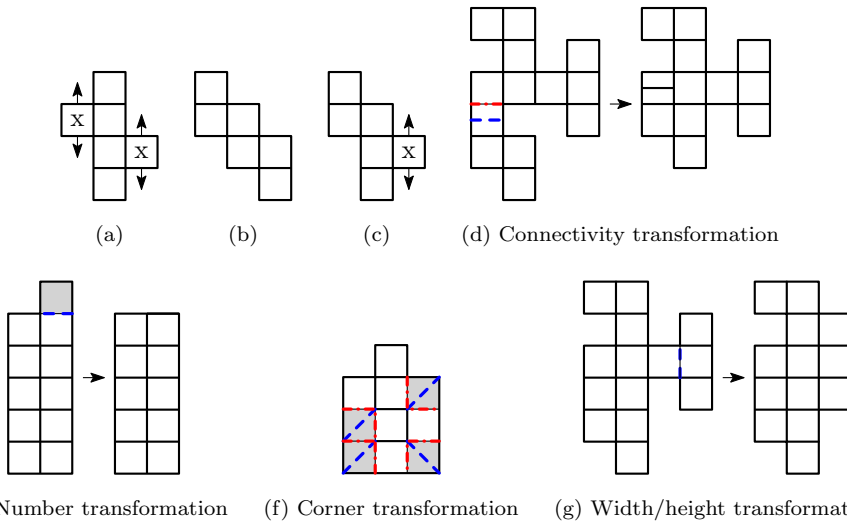 x
x
x
(a)
(b)
(c)
(d) Connectivity transformation
Number transformation
(f) Corner transformation
(g) Width/height transformat